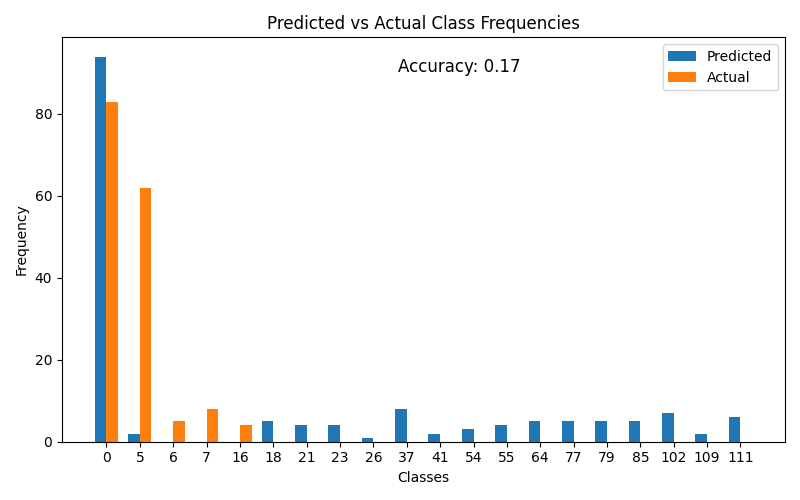 Predicted vs Actual Class Frequencies
Accuracy: 0.17
Predicted
Actual
Frequency
80
60
40
20
0
0 5 6 7 16 18 21 23 26 37 41 54 55 64 77 79 85 102 109 111
Classes